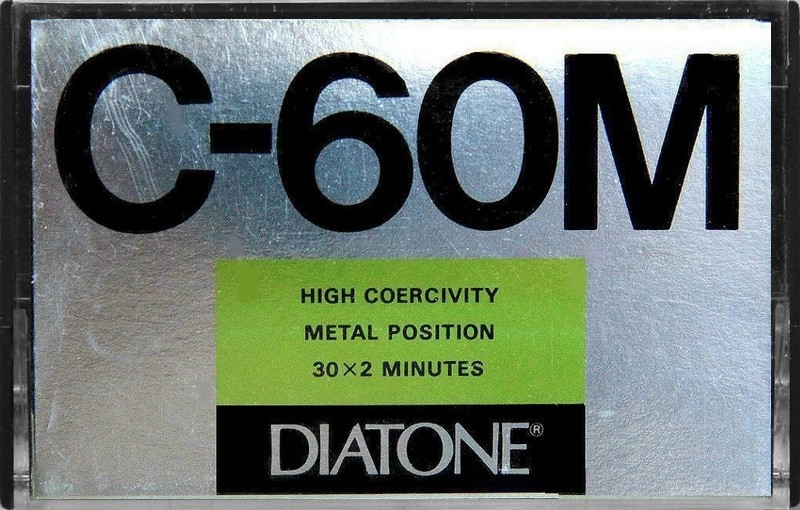 C-60M
HIGH COERCIVITY
METAL POSITION
30×2 MINUTES
DIATONE®